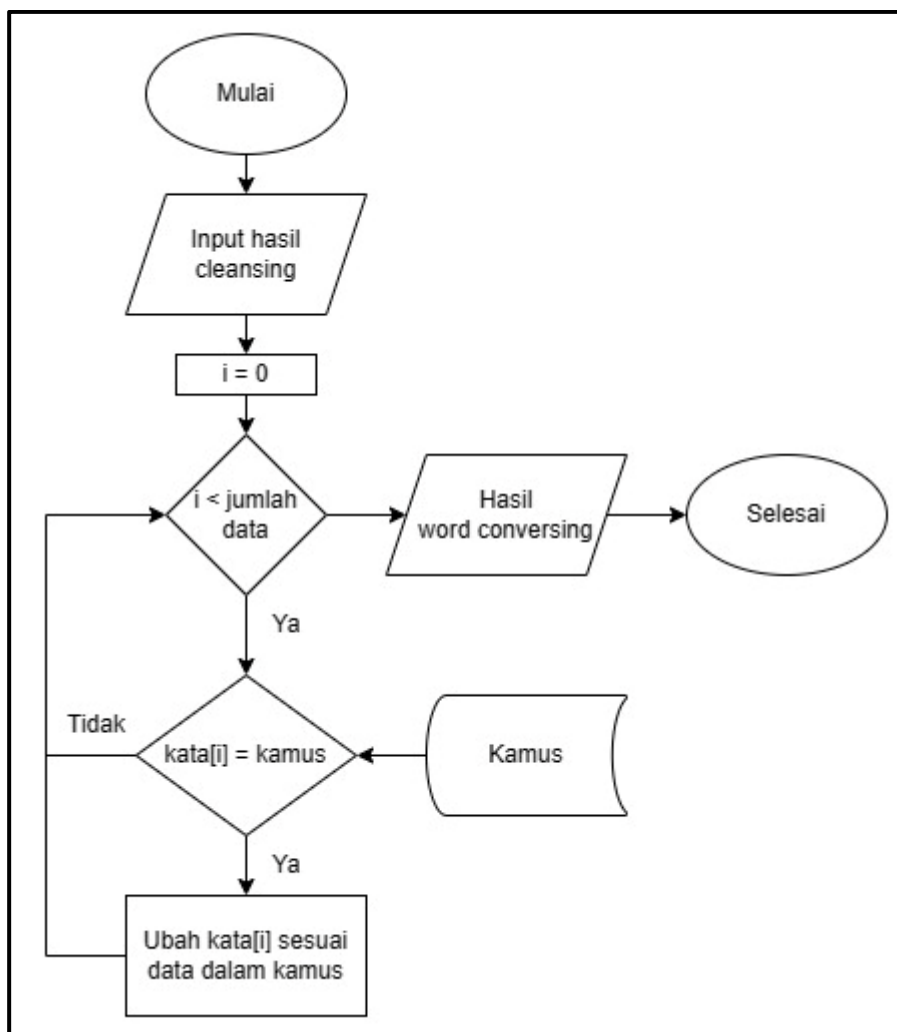 Mulai
Input hasil
cleansing
i = 0
i < jumlah
data
Hasil
word conversing
Selesai
Ya
Tidak
kata[i] = kamus
Kamus
Ya
Ubah kata[i] sesuai
data dalam kamus